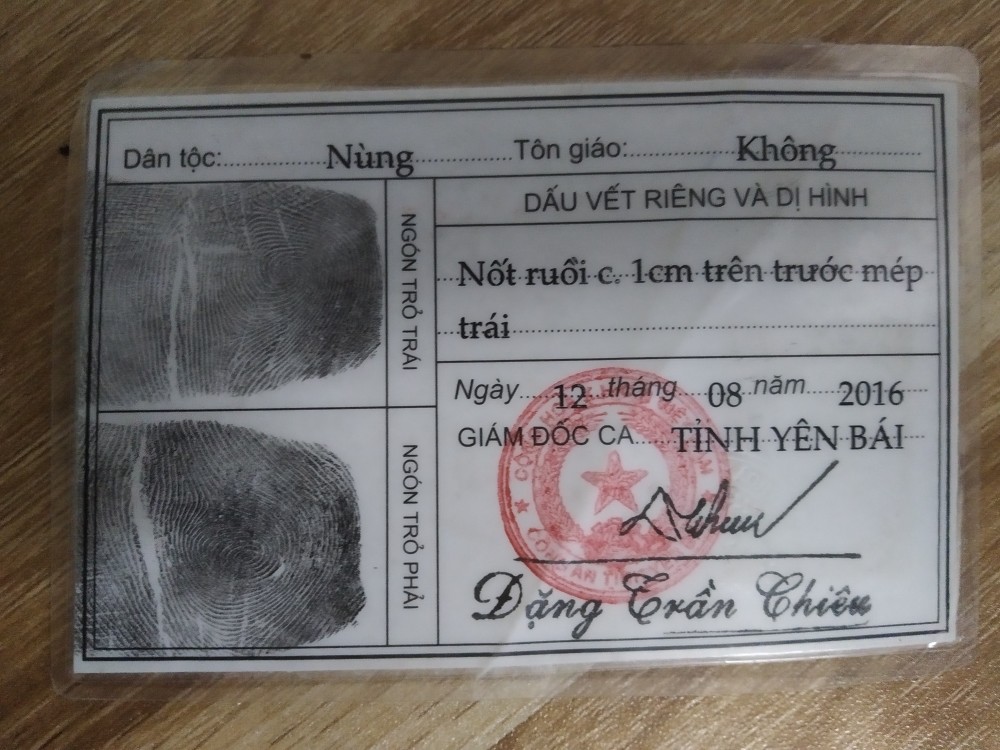 Dân tộc: Nùng Tôn giáo: Không
NGÓN TRỎ TRÁI
NGÓN TRỎ PHẢI
DẤU VẾT RIÊNG VÀ DỊ HÌNH
Nốt ruồi c. 1cm trên trước mép
trái
Ngày 12 tháng 08 năm 2016
GIÁM ĐỐC CA TỈNH YÊN BÁI
Đặng Trần Chiêu